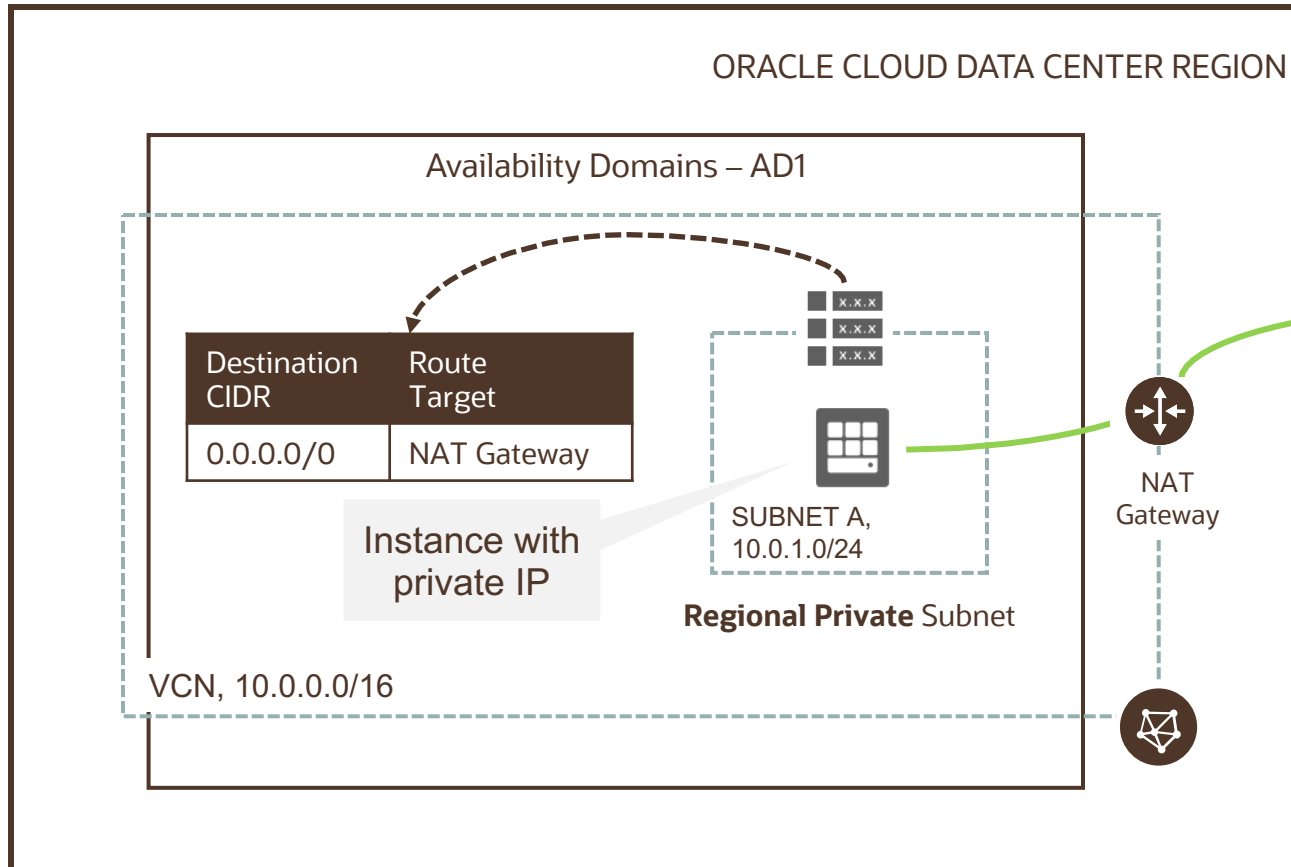 ORACLE CLOUD DATA CENTER REGION
Availability Domains – AD1
x.x.x
x.x.x
x.x.x
Destination CIDR
Route Target
0.0.0.0/0
NAT Gateway
Instance with
private IP
SUBNET A,
10.0.1.0/24
Regional Private Subnet
NAT
Gateway
VCN, 10.0.0.0/16